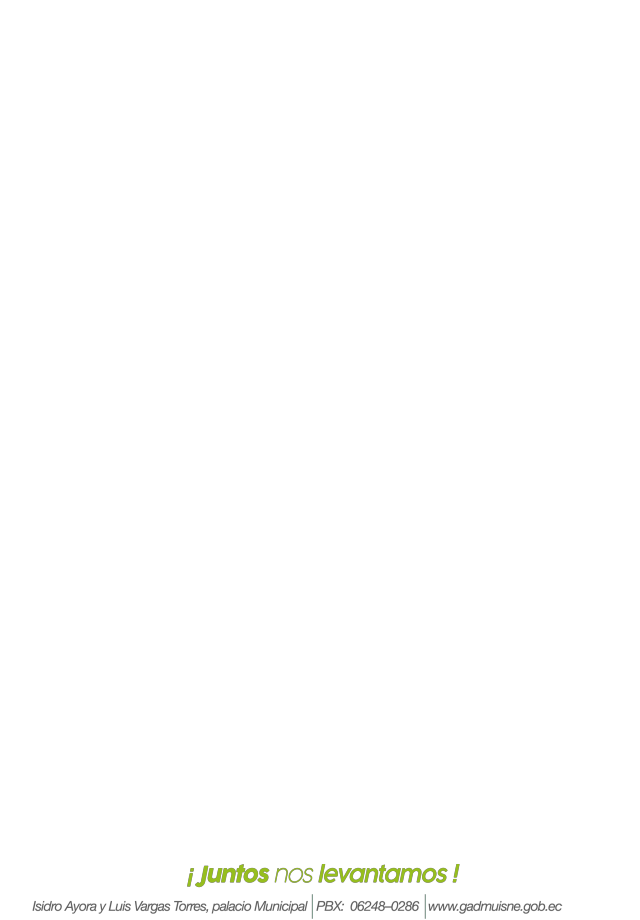 ¡ Juntos nos levantamos !
Isidro Ayora y Luis Vargas Torres, palacio Municipal | PBX: 06248–0286 | www.gadmuisne.gob.ec